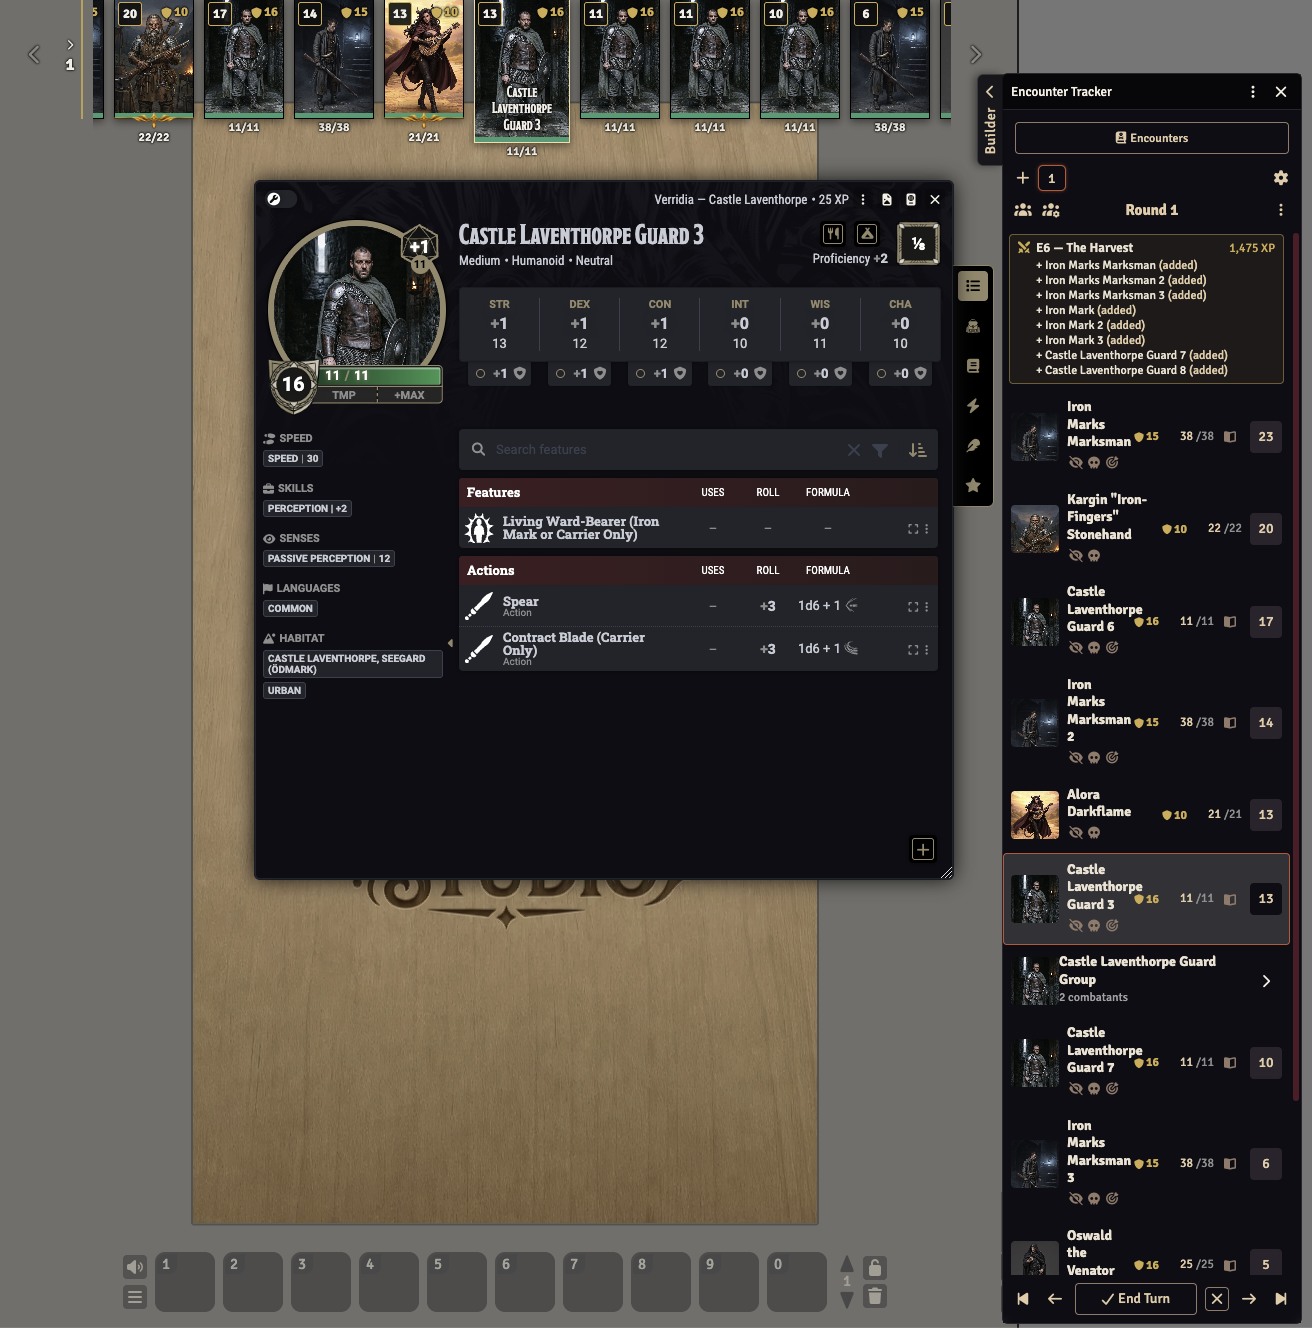 1
20 10
22/22
17 16
11/11
14 15
38/38
13 10
21/21
13 16
Castle
Laventhorpe
Guard 3
11/11
11 16
11/11
11 16
11/11
10 16
11/11
6 15
38/38
Verridia — Castle Laventhorpe • 25 XP
Castle Laventhorpe Guard 3
Medium • Humanoid • Neutral
Proficiency +2
⅛
+1
11
STR DEX CON INT WIS CHA
+1 +1 +1 +0 +0 +0
13 12 12 10 11 10
+1 +1 +1 +0 +0 +0
16
11 / 11
TMP +MAX
SPEED
SPEED | 30
SKILLS
PERCEPTION | +2
SENSES
PASSIVE PERCEPTION | 12
LANGUAGES
COMMON
HABITAT
CASTLE LAVENTHORPE, SEEGARD
(ÖDMARK)
URBAN
Search features
Features USES ROLL FORMULA
Living Ward-Bearer (Iron
Mark or Carrier Only) – – –
Actions USES ROLL FORMULA
Spear – +3 1d6 + 1
Action
Contract Blade (Carrier
Only) – +3 1d6 + 1
Action
STUDIO
Builder
Encounter Tracker
Encounters
1
Round 1
E6 — The Harvest 1,475 XP
+ Iron Marks Marksman (added)
+ Iron Marks Marksman 2 (added)
+ Iron Marks Marksman 3 (added)
+ Iron Mark (added)
+ Iron Mark 2 (added)
+ Iron Mark 3 (added)
+ Castle Laventhorpe Guard 7 (added)
+ Castle Laventhorpe Guard 8 (added)
Iron
Marks
Marksman 15 38 /38 23
Kargin "Iron-
Fingers"
Stonehand 10 22 /22 20
Castle
Laventhorpe
Guard 6 16 11 /11 17
Iron
Marks
Marksman
2 15 38 /38 14
Alora
Darkflame 10 21 /21 13
Castle
Laventhorpe
Guard 3 16 11 /11 13
Castle Laventhorpe Guard
Group
2 combatants
Castle
Laventhorpe
Guard 7 16 11 /11 10
Iron
Marks
Marksman
3 15 38 /38 6
Oswald
the
Venator 16 25 /25 5
End Turn
1 2 3 4 5 6 7 8 9 0
1